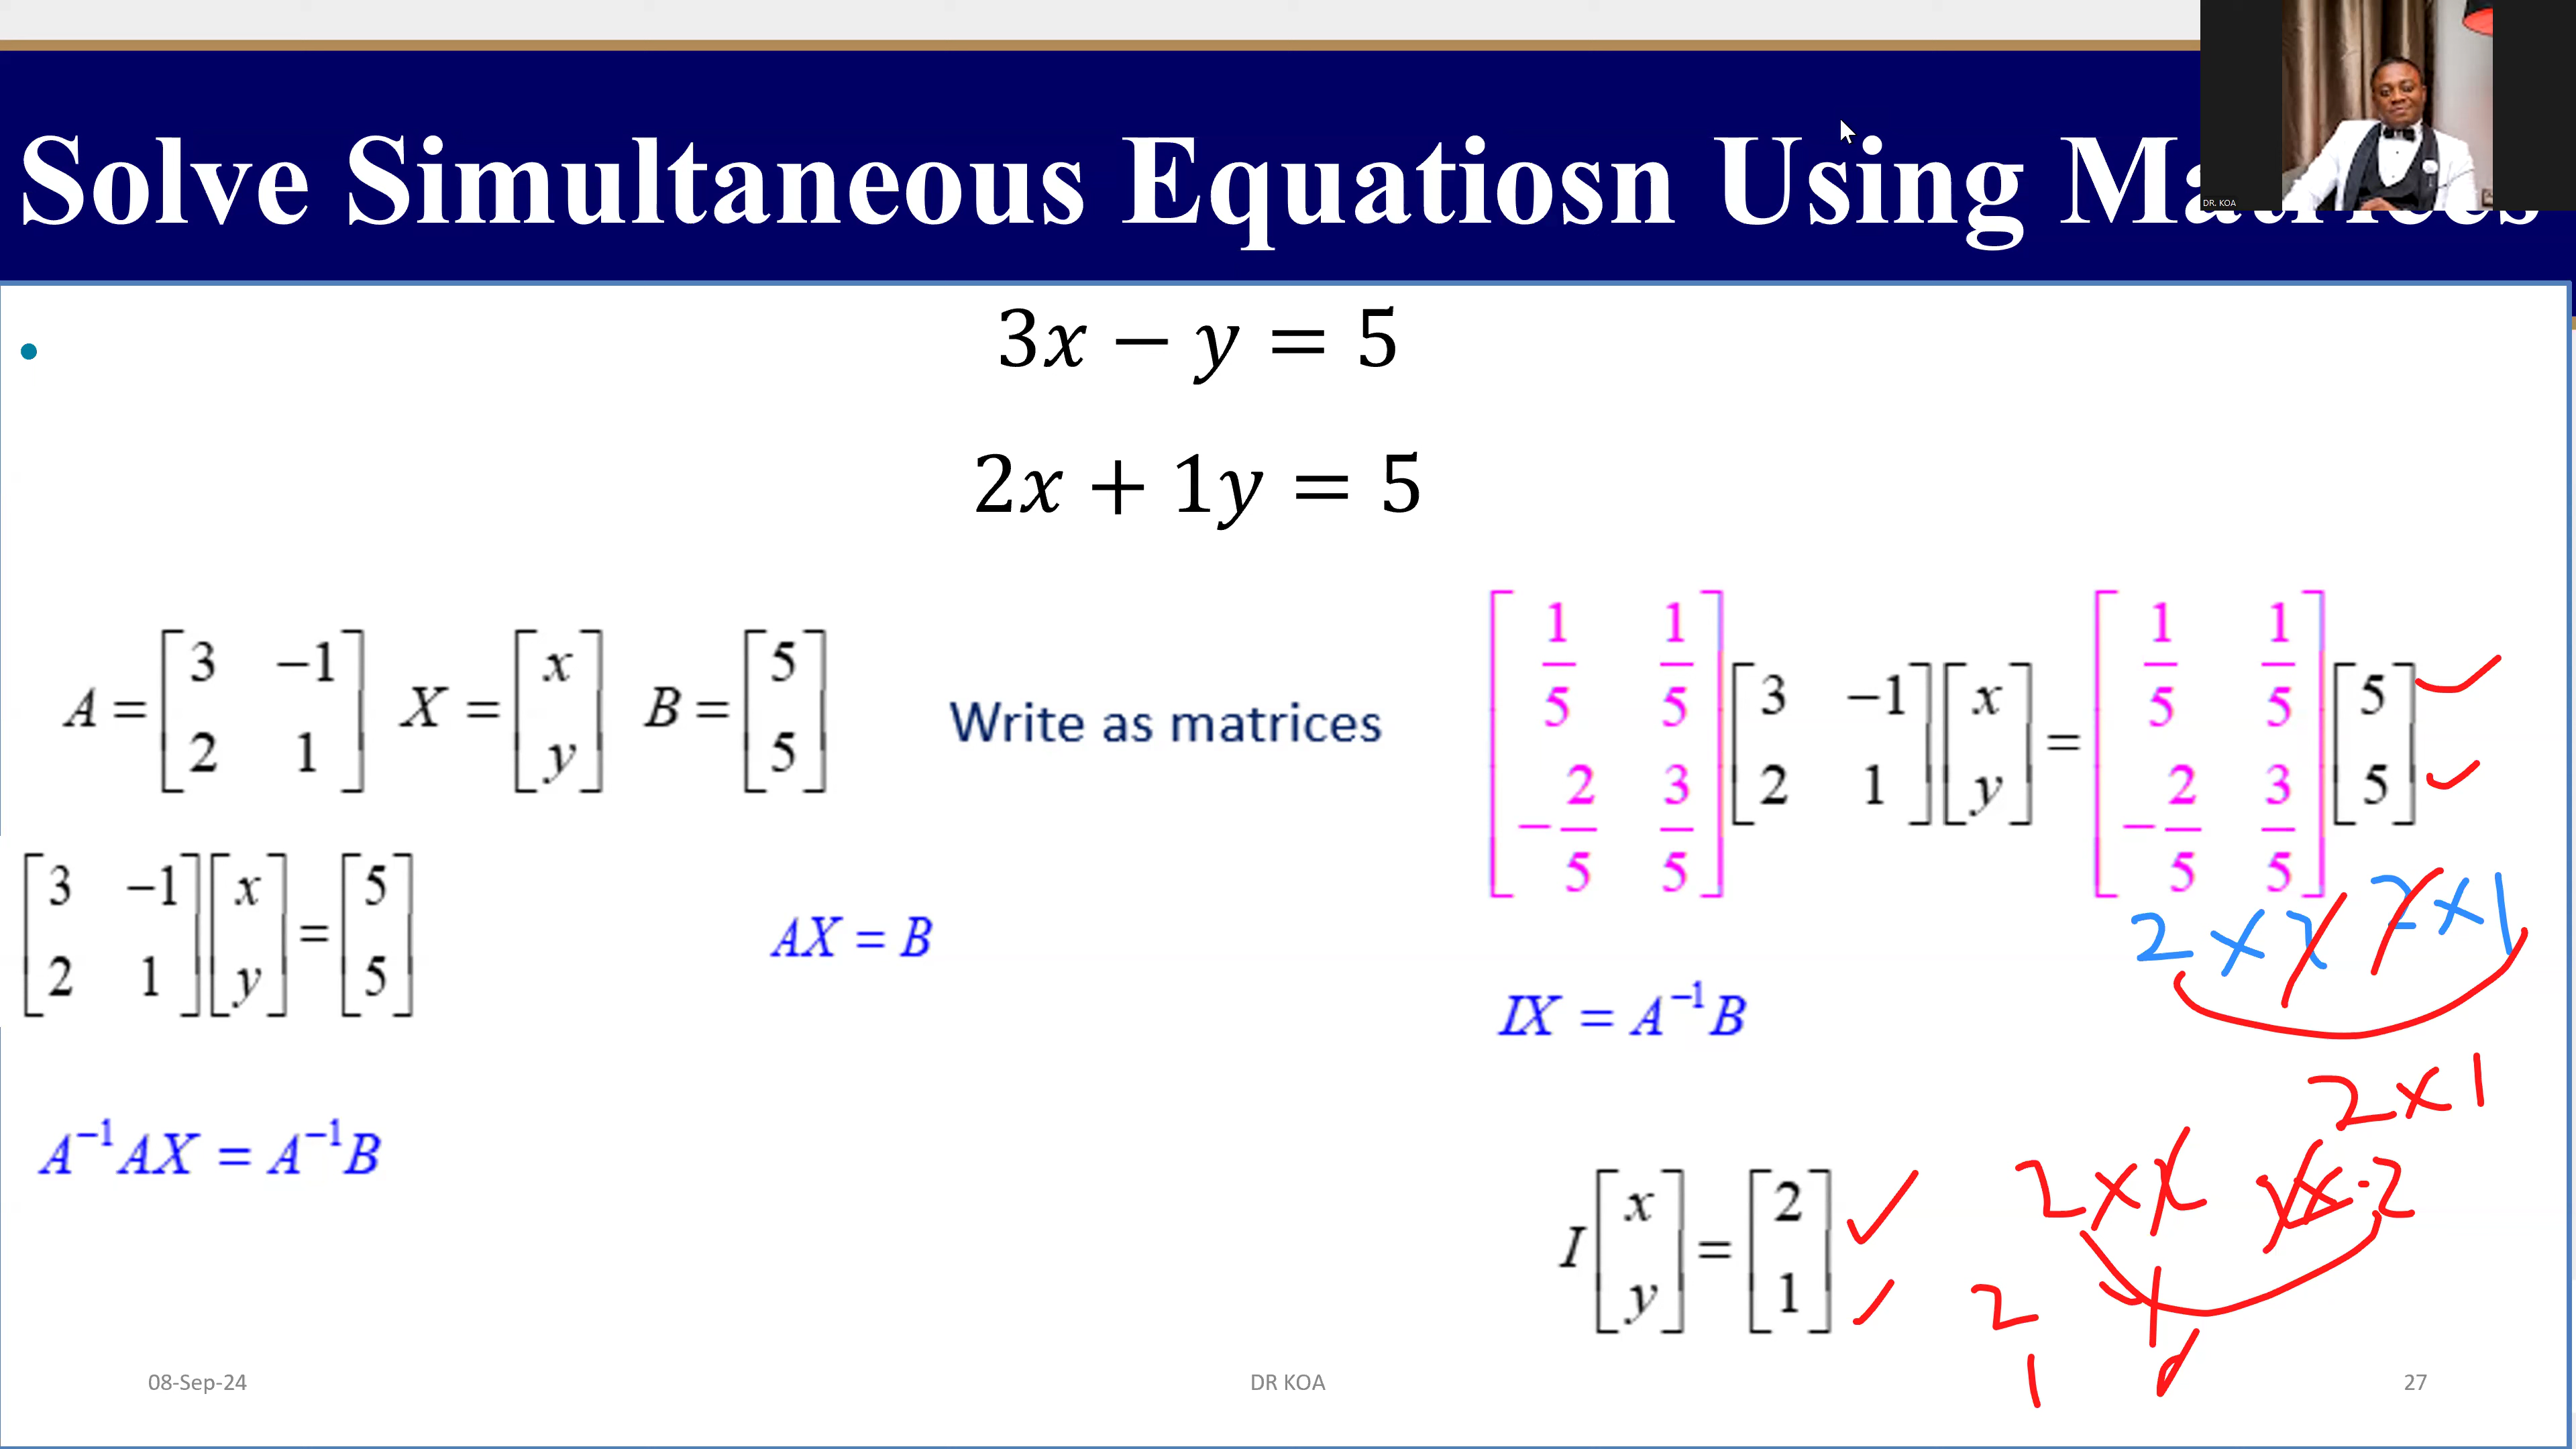 DR. KOA
Solve Simultaneous Equatiosn Using Matrices
• 3x − y = 5
2x + 1y = 5
A = [3 −1; 2 1] X = [x; y] B = [5; 5]
Write as matrices
[1/5 1/5; −2/5 3/5] [3 −1; 2 1] [x; y] = [1/5 1/5; −2/5 3/5] [5; 5] ✓ ✓
[3 −1; 2 1] [x; y] = [5; 5]
AX = B
2 × 2 2 × 1
IX = A⁻¹B
2 × 1
A⁻¹AX = A⁻¹B
I [x; y] = [2; 1] ✓ ✓
2
1
08-Sep-24
DR KOA
27